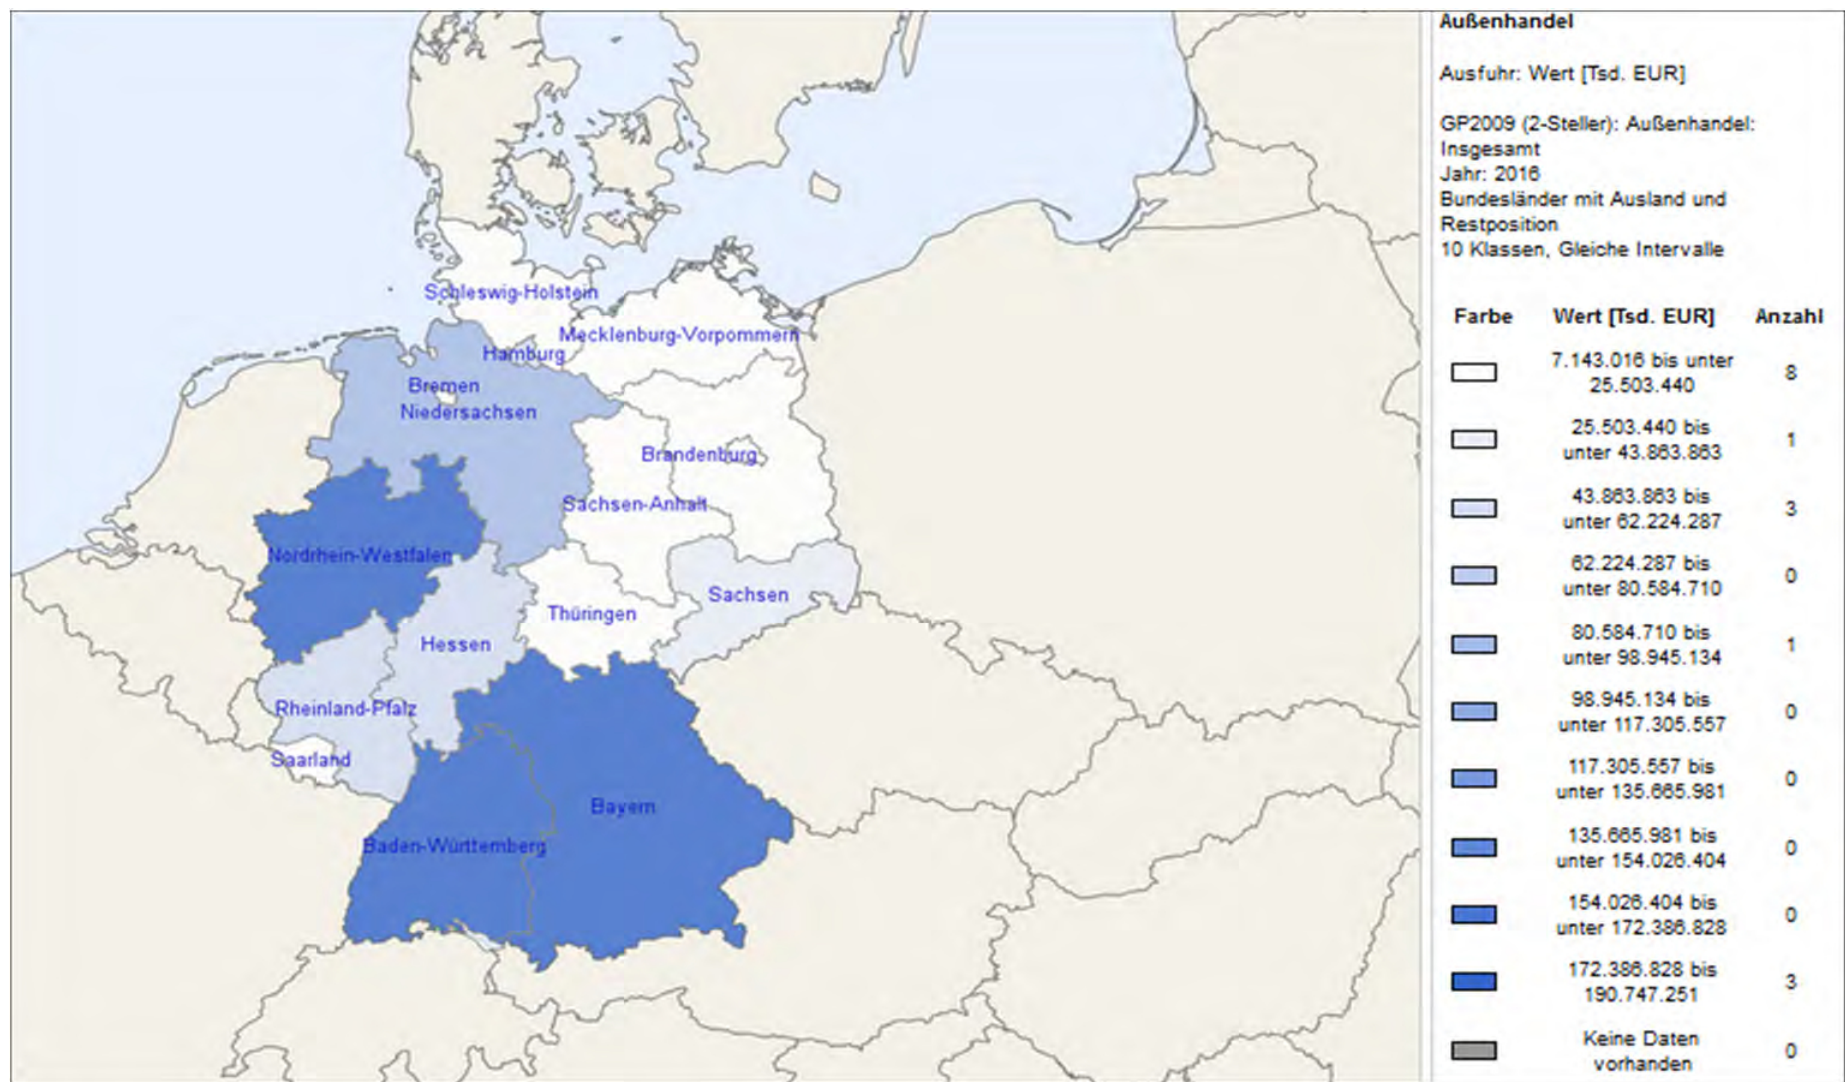 Außenhandel
Ausfuhr: Wert [Tsd. EUR]
GP2009 (2-Steller): Außenhandel:
Insgesamt
Jahr: 2016
Bundesländer mit Ausland und
Restposition
10 Klassen, Gleiche Intervalle
Farbe Wert [Tsd. EUR] Anzahl
7.143.016 bis unter
25.503.440
8
25.503.440 bis
unter 43.863.863
1
43.863.863 bis
unter 62.224.287
3
62.224.287 bis
unter 80.584.710
0
80.584.710 bis
unter 98.945.134
1
98.945.134 bis
unter 117.305.557
0
117.305.557 bis
unter 135.665.981
0
135.665.981 bis
unter 154.026.404
0
154.026.404 bis
unter 172.386.828
0
172.386.828 bis
190.747.251
3
Keine Daten
vorhanden
0
Schleswig-Holstein
Mecklenburg-Vorpommern
Hamburg
Bremen
Niedersachsen
Brandenburg
Sachsen-Anhalt
Nordrhein-Westfalen
Sachsen
Thüringen
Hessen
Rheinland-Pfalz
Saarland
Bayern
Baden-Württemberg